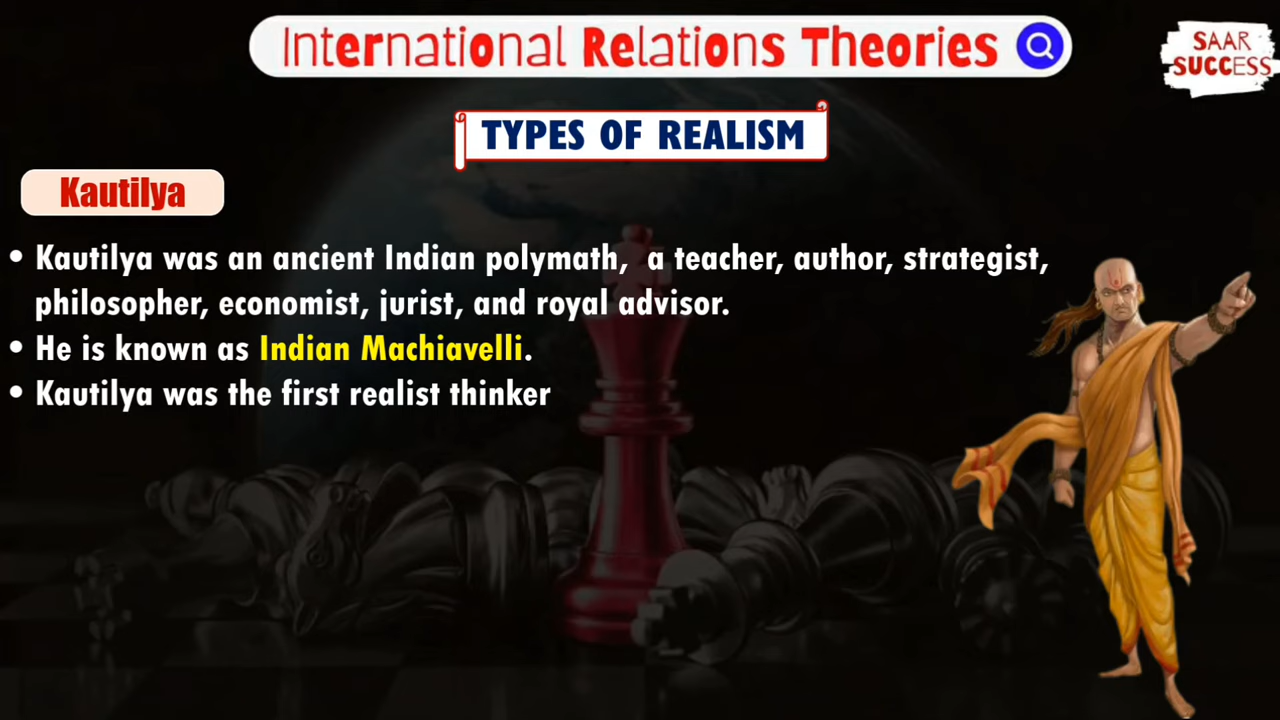 International Relations Theories
SAAR
SUCCESS
TYPES OF REALISM
Kautilya
• Kautilya was an ancient Indian polymath, a teacher, author, strategist,
philosopher, economist, jurist, and royal advisor.
• He is known as Indian Machiavelli.
• Kautilya was the first realist thinker